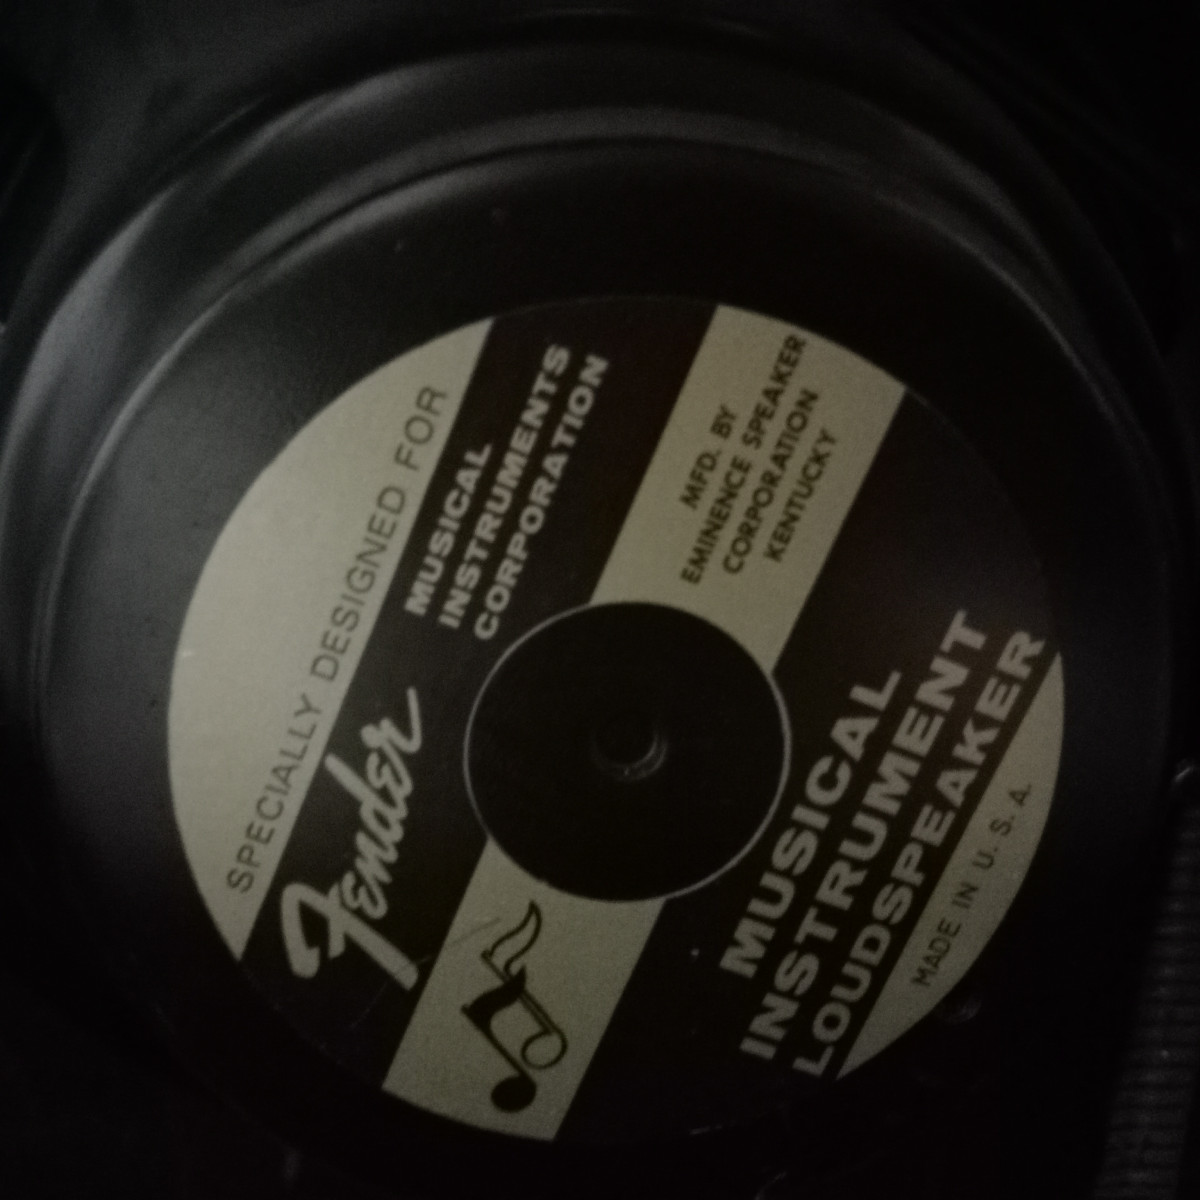 SPECIALLY DESIGNED FOR
Fender
MUSICAL
INSTRUMENTS
CORPORATION
MFD. BY
EMINENCE SPEAKER
CORPORATION
KENTUCKY
MUSICAL
INSTRUMENT
LOUDSPEAKER
MADE IN U. S. A.